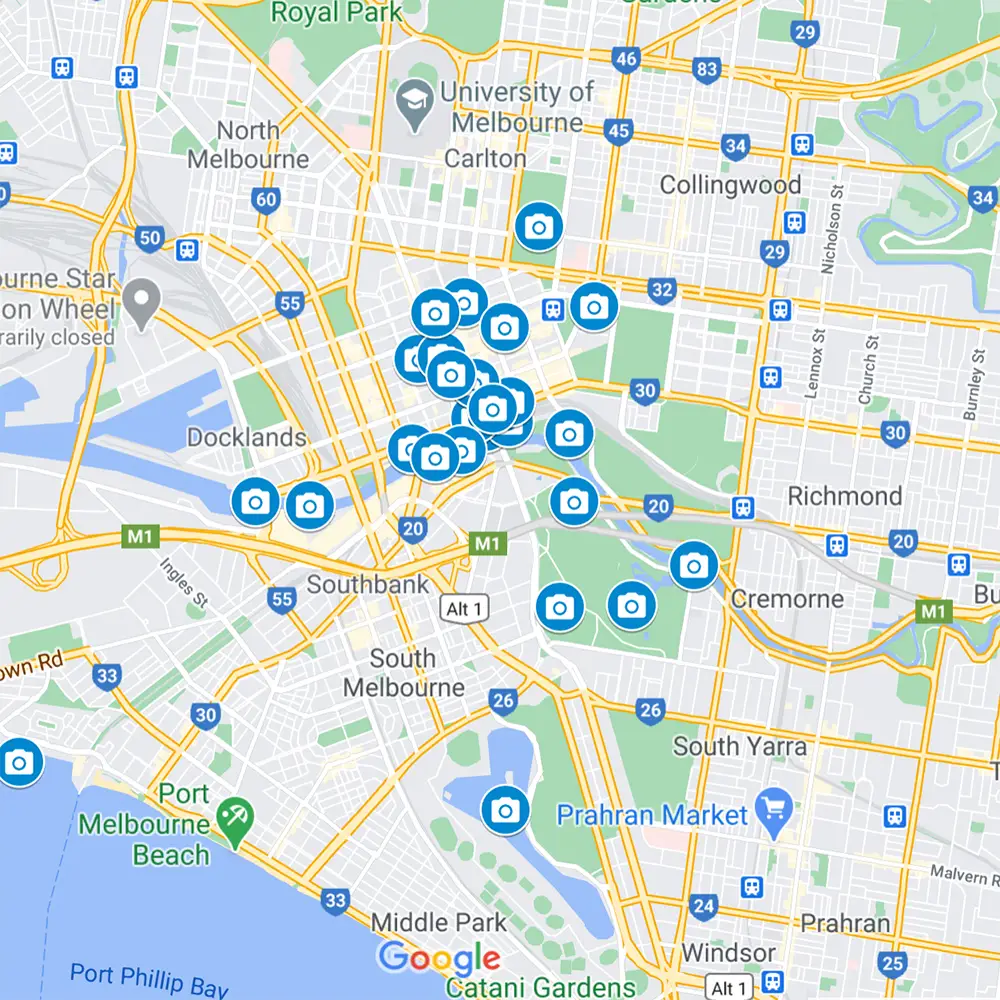 Royal Park
Gardens
29
46
83
University of
Melbourne
45
34
North
Melbourne
Carlton
Collingwood
60
34
50
29
Nicholson St
32
ourne Star
on Wheel
rarily closed
55
Lennox St
Church St
Burnley St
30
30
Docklands
Richmond
20
20
20
M1
M1
Ingles St
Southbank
55
Alt 1
Cremorne
Bu
M1
own Rd
33
South
Melbourne
30
26
26
South Yarra
T
Port
Melbourne
Beach
Prahran Market
Malvern R
33
24
Middle Park
Prahran
Google
Windsor
25
Port Phillip Bay
Catani Gardens
Alt 1